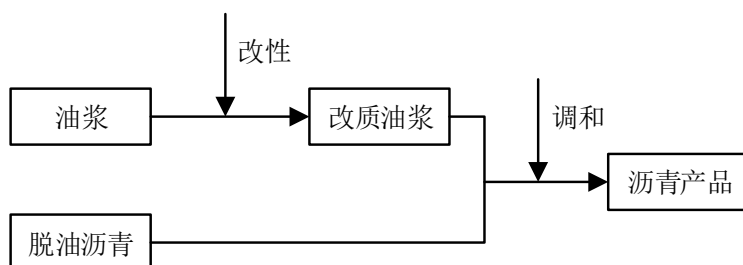 改性
油浆
改质油浆
调和
沥青产品
脱油沥青